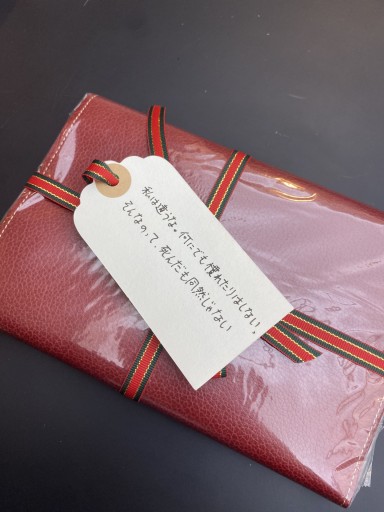 私は違うよ。何にでも憧れたりはしない。
そんなのって、死んだも同然じゃない